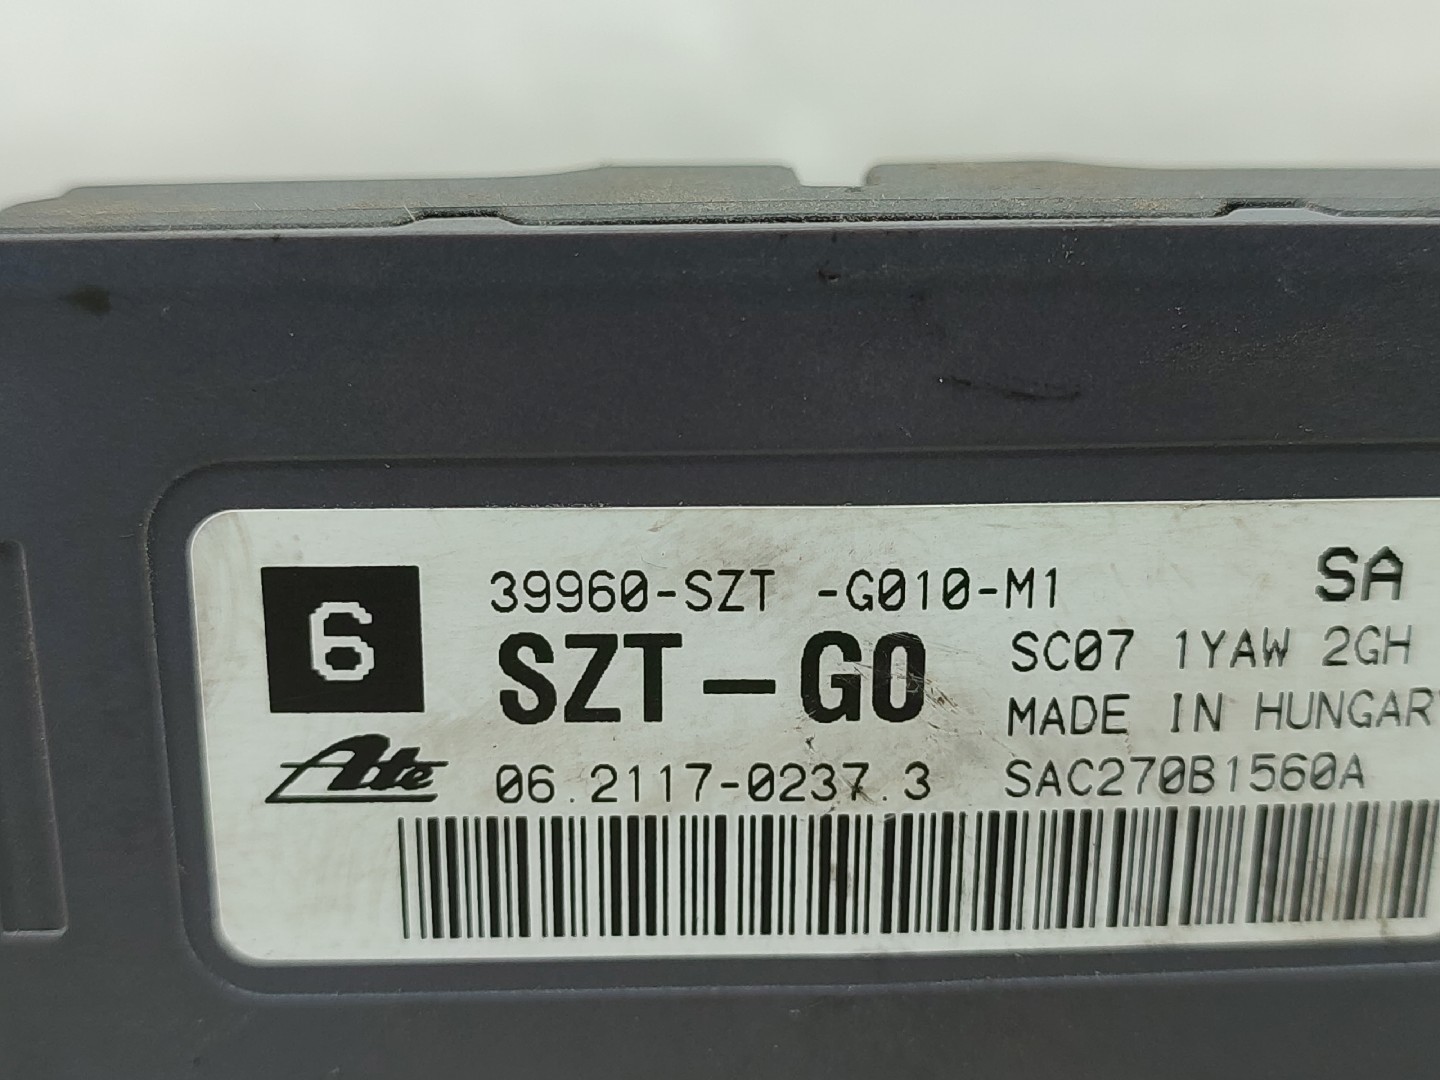 6
39960-SZT -G010-M1
SA
SZT-G0
SC07 1YAW 2GH
MADE IN HUNGARY
Ate
06.2117-0237.3
SAC270B1560A